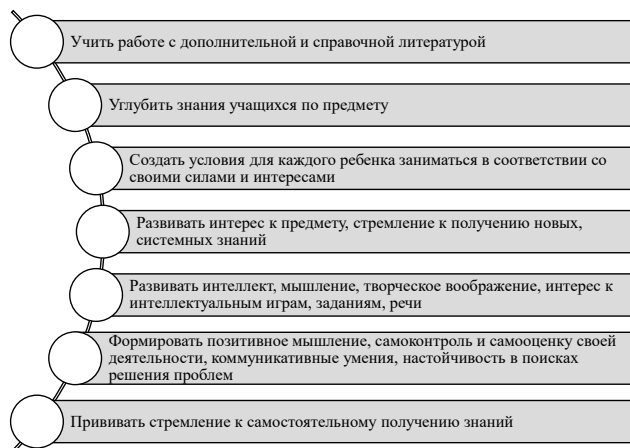 Учить работе с дополнительной и справочной литературой
Углубить знания учащихся по предмету
Создать условия для каждого ребенка заниматься в соответствии со
своими силами и интересами
Развивать интерес к предмету, стремление к получению новых,
системных знаний
Развивать интеллект, мышление, творческое воображение, интерес к
интеллектуальным играм, заданиям, речи
Формировать позитивное мышление, самоконтроль и самооценку своей
деятельности, коммуникативные умения, настойчивость в поисках
решения проблем
Прививать стремление к самостоятельному получению знаний